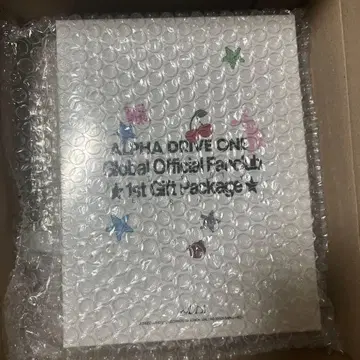 ALPHA DRIVE ONE
Global Official Fanclub
★ 1st Gift Package ★